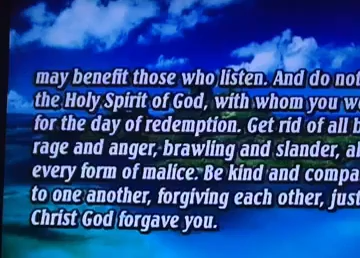 may benefit those who listen. And do not
the Holy Spirit of God, with whom you w
for the day of redemption. Get rid of all b
rage and anger, brawling and slander, al
every form of malice. Be kind and compa
to one another, forgiving each other, just
Christ God forgave you.